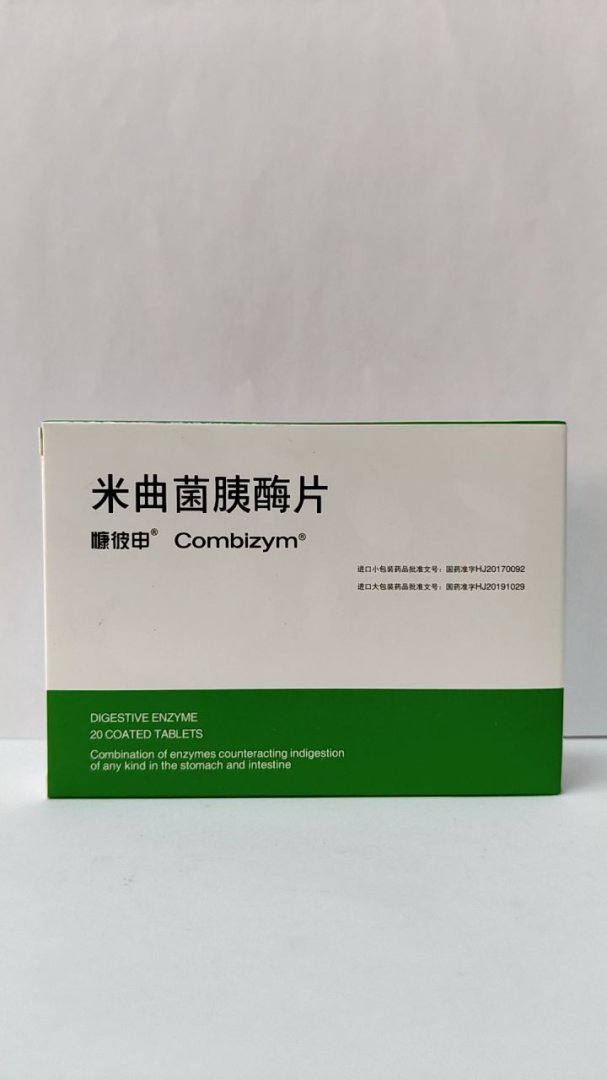 米曲菌胰酶片
慷彼申® Combizym®
进口小包装药品批准文号：国药准字HJ20170092
进口大包装药品批准文号：国药准字HJ20191029
DIGESTIVE ENZYME
20 COATED TABLETS
Combination of enzymes counteracting indigestion
of any kind in the stomach and intestine